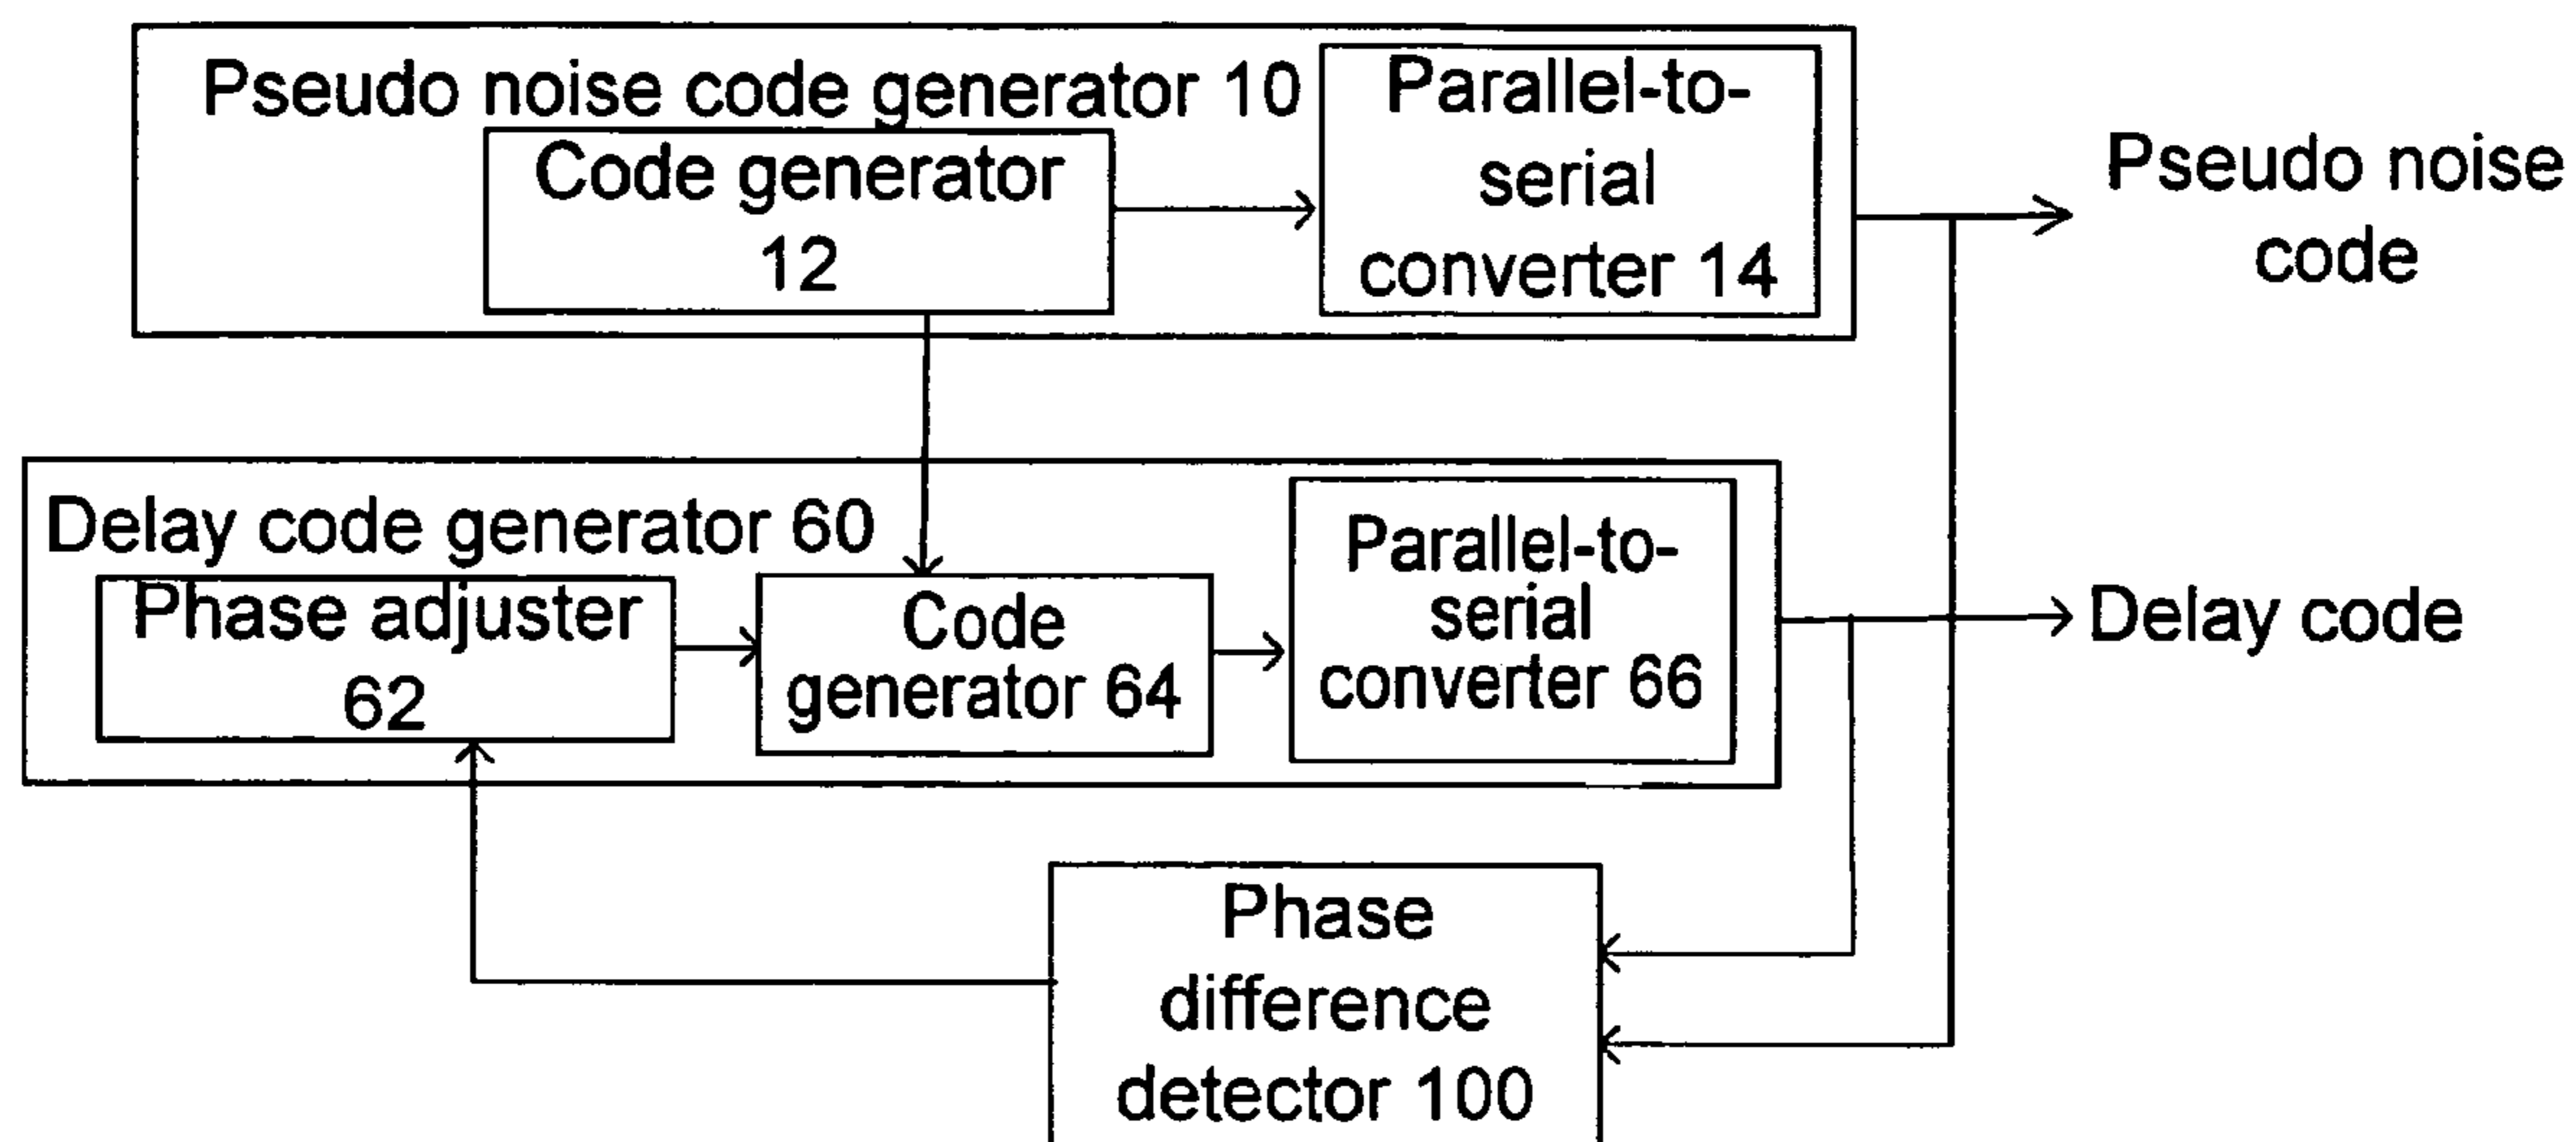 Pseudo noise code generator 10
Code generator
12
Parallel-to-
serial
converter 14
Pseudo noise
code
Delay code generator 60
Phase adjuster
62
Code
generator 64
Parallel-to-
serial
converter 66
Delay code
Phase
difference
detector 100